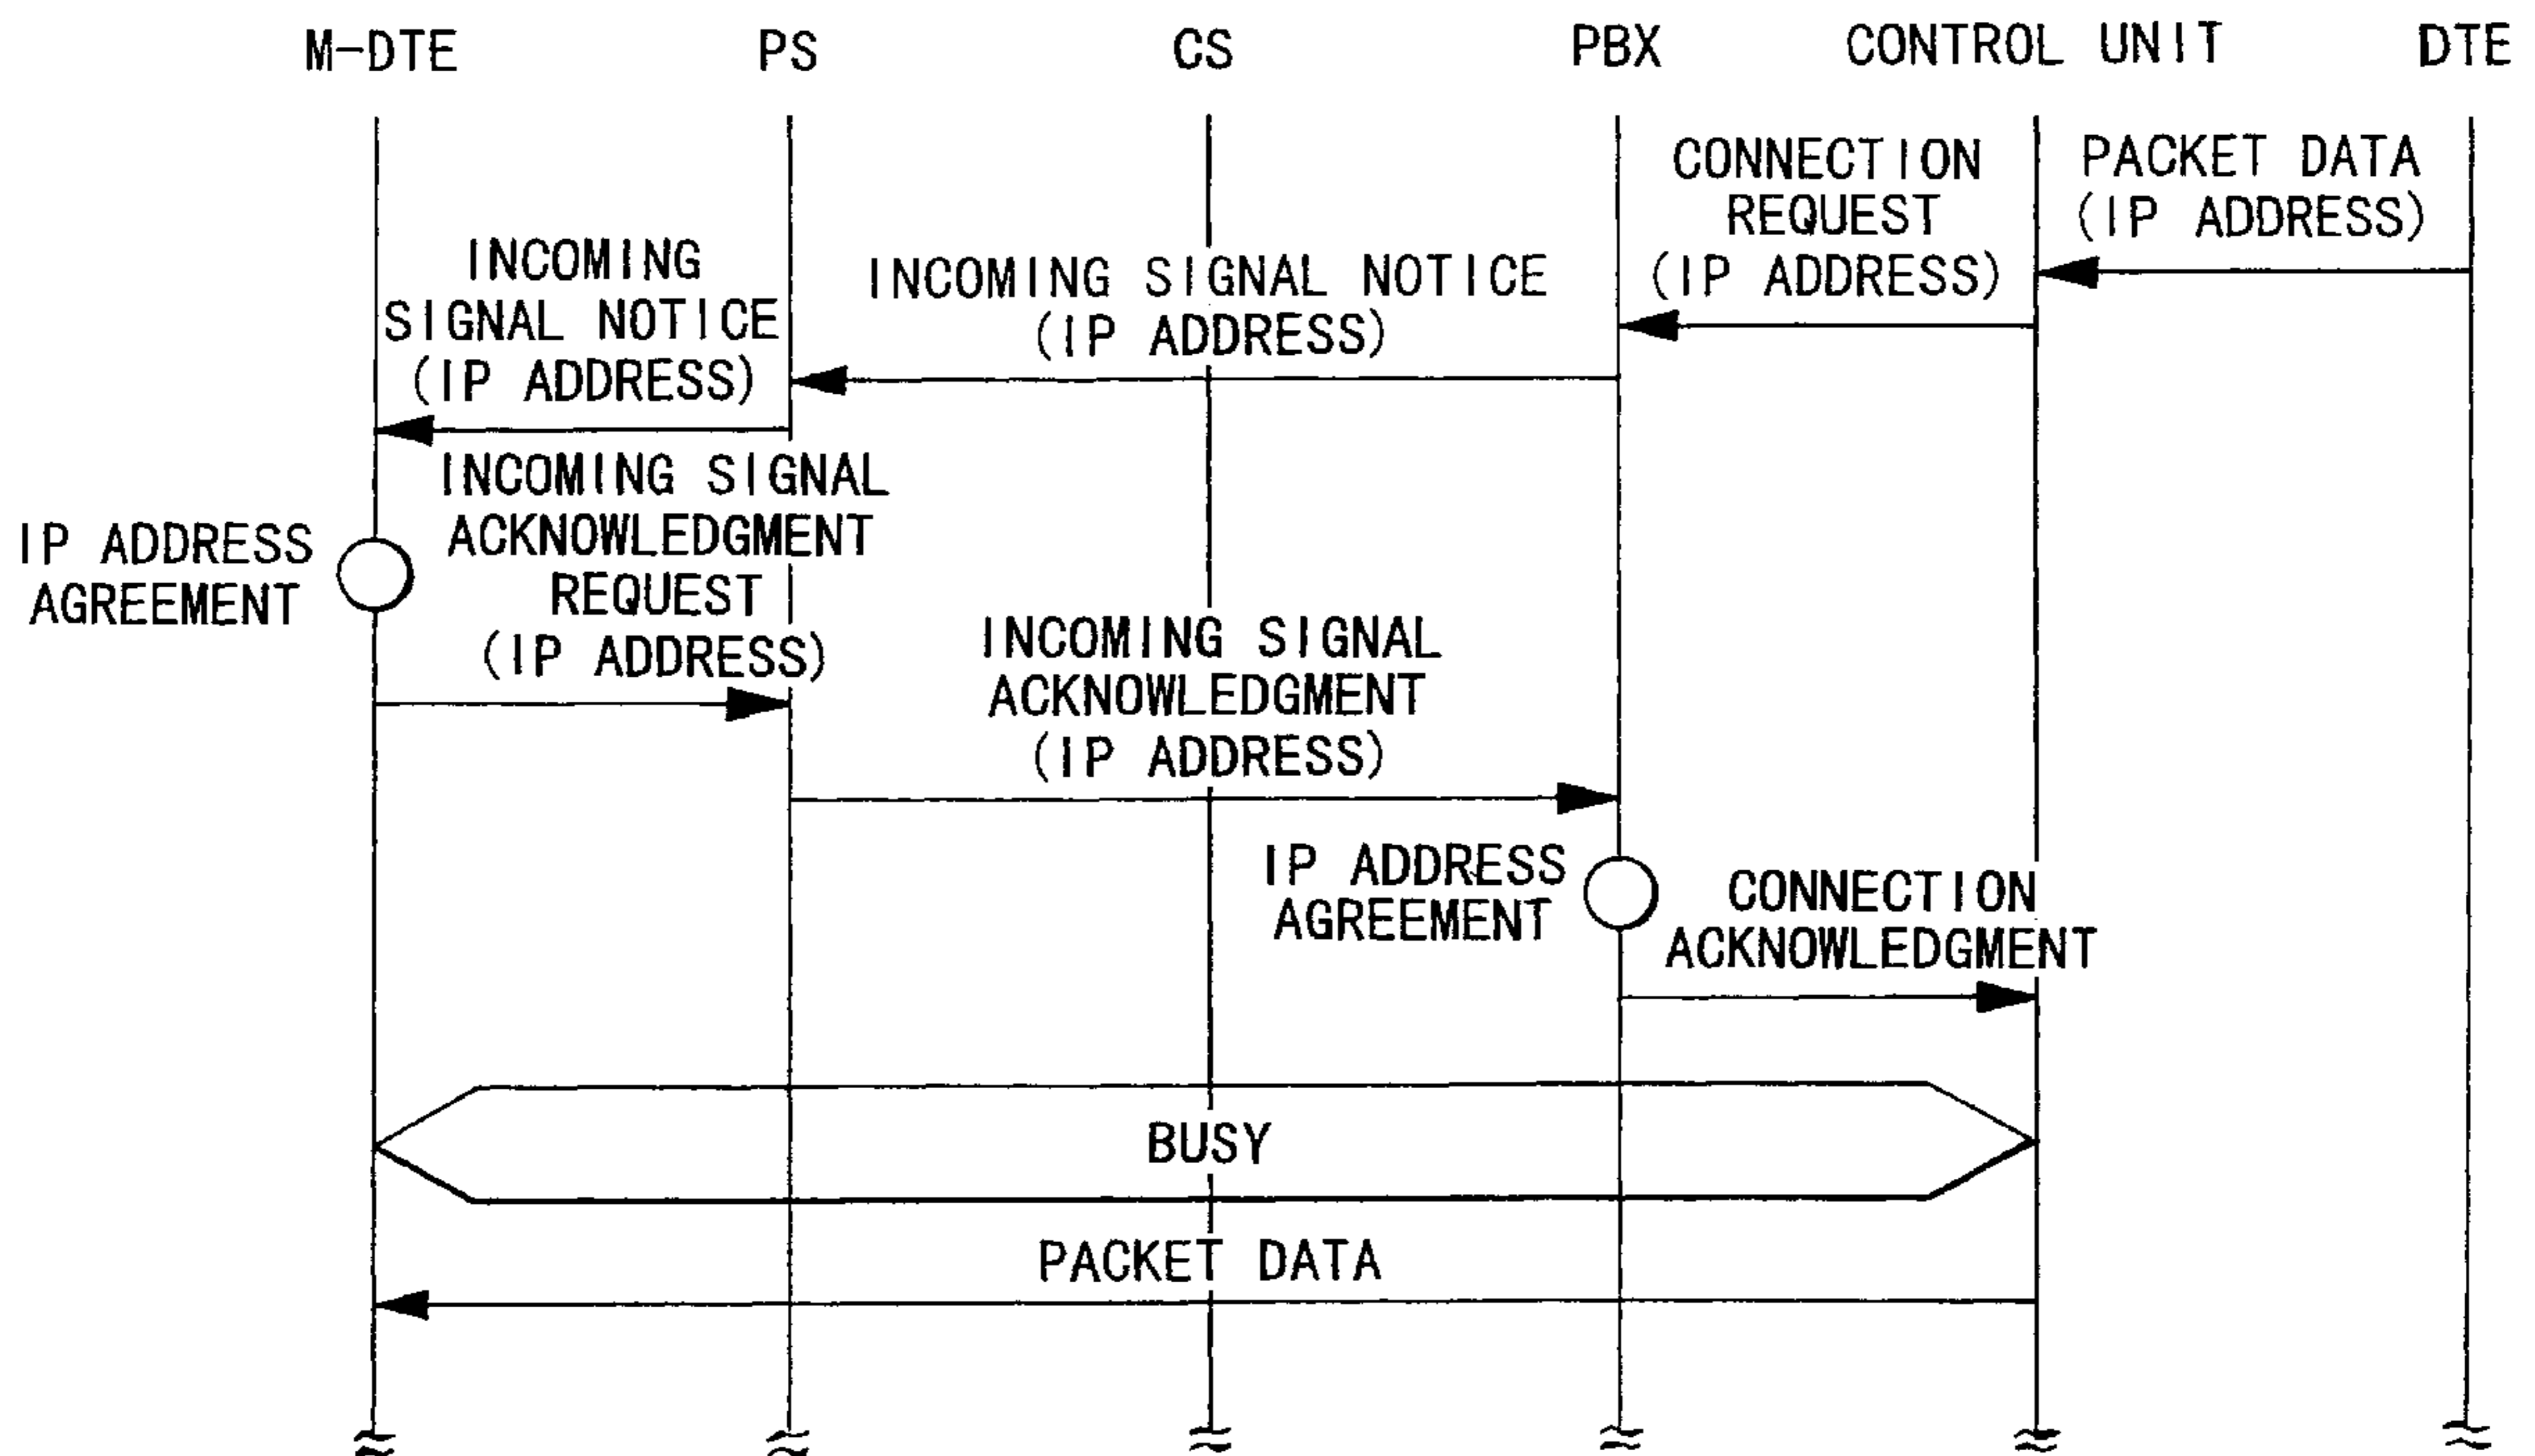 M-DTE
PS
CS
PBX
CONTROL UNIT
DTE
PACKET DATA
(IP ADDRESS)
CONNECTION
REQUEST
(IP ADDRESS)
INCOMING SIGNAL NOTICE
(IP ADDRESS)
INCOMING
SIGNAL NOTICE
(IP ADDRESS)
IP ADDRESS
AGREEMENT
INCOMING SIGNAL
ACKNOWLEDGMENT
REQUEST
(IP ADDRESS)
INCOMING SIGNAL
ACKNOWLEDGMENT
(IP ADDRESS)
IP ADDRESS
AGREEMENT
CONNECTION
ACKNOWLEDGMENT
BUSY
PACKET DATA